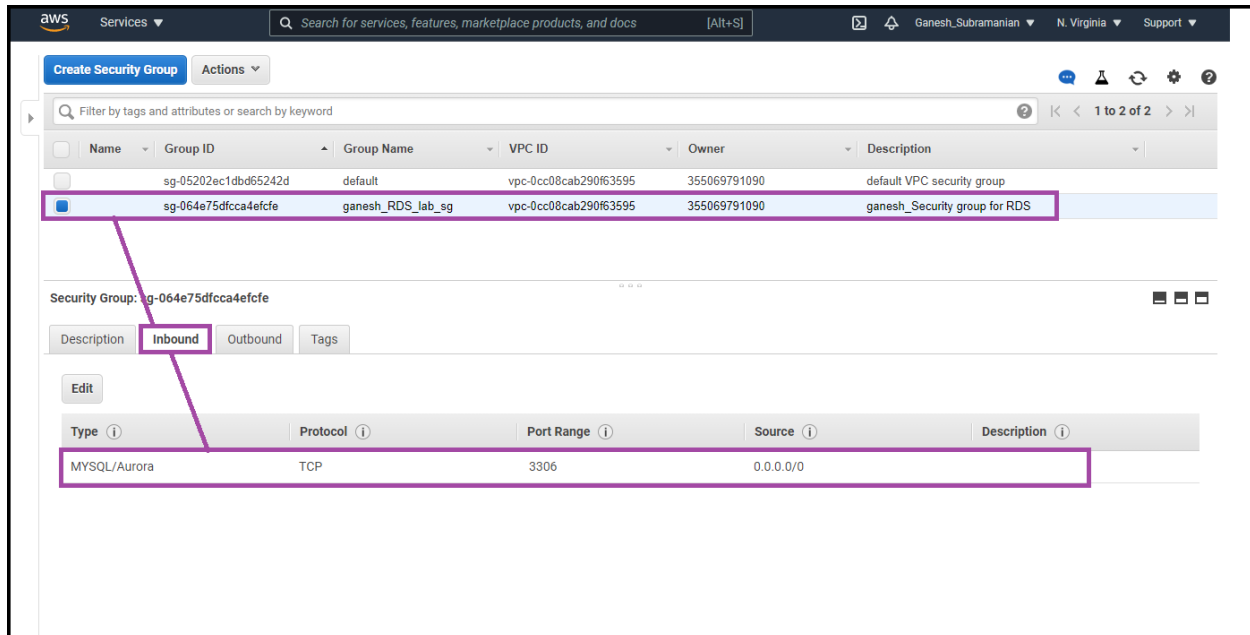 aws Services Search for services, features, marketplace products, and docs [Alt+S] Ganesh_Subramanian N. Virginia Support
Create Security Group Actions
Filter by tags and attributes or search by keyword 1 to 2 of 2
Name Group ID Group Name VPC ID Owner Description
sg-05202ec1dbd65242d default vpc-0cc08cab290f63595 355069791090 default VPC security group
sg-064e75dfcca4efcfe ganesh_RDS_lab_sg vpc-0cc08cab290f63595 355069791090 ganesh_Security group for RDS
Security Group: sg-064e75dfcca4efcfe
Description Inbound Outbound Tags
Edit
Type Protocol Port Range Source Description
MYSQL/Aurora TCP 3306 0.0.0.0/0